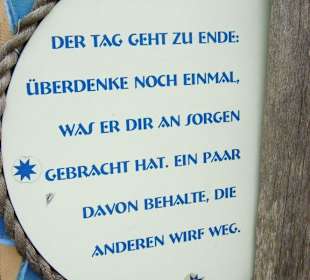 DER TAG GEHT ZU ENDE:
ÜBERDENKE NOCH EINMAL,
WAS ER DIR AN SORGEN
GEBRACHT HAT. EIN PAAR
DAVON BEHALTE, DIE
ANDEREN WIRF WEG.